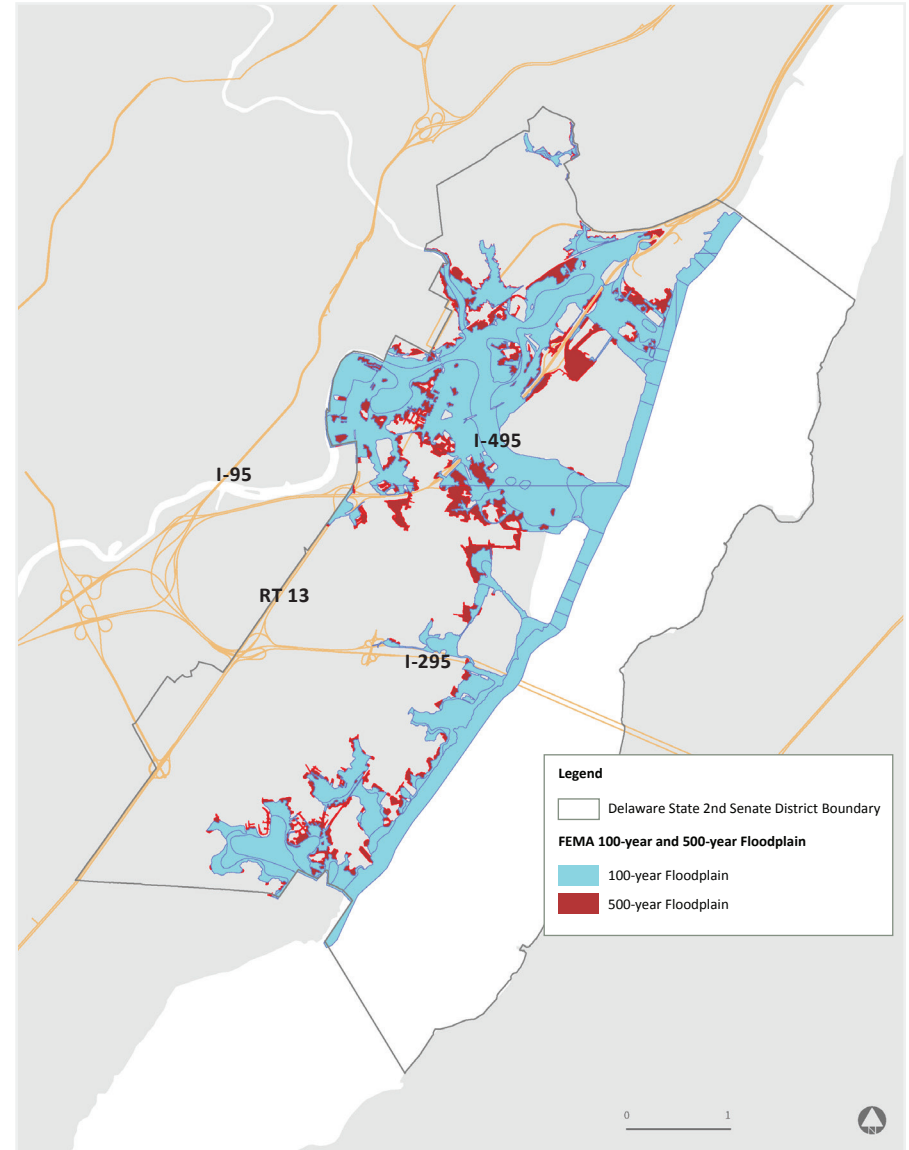 I-495
I-95
RT 13
I-295
Legend
Delaware State 2nd Senate District Boundary
FEMA 100-year and 500-year Floodplain
100-year Floodplain
500-year Floodplain
0 1
N